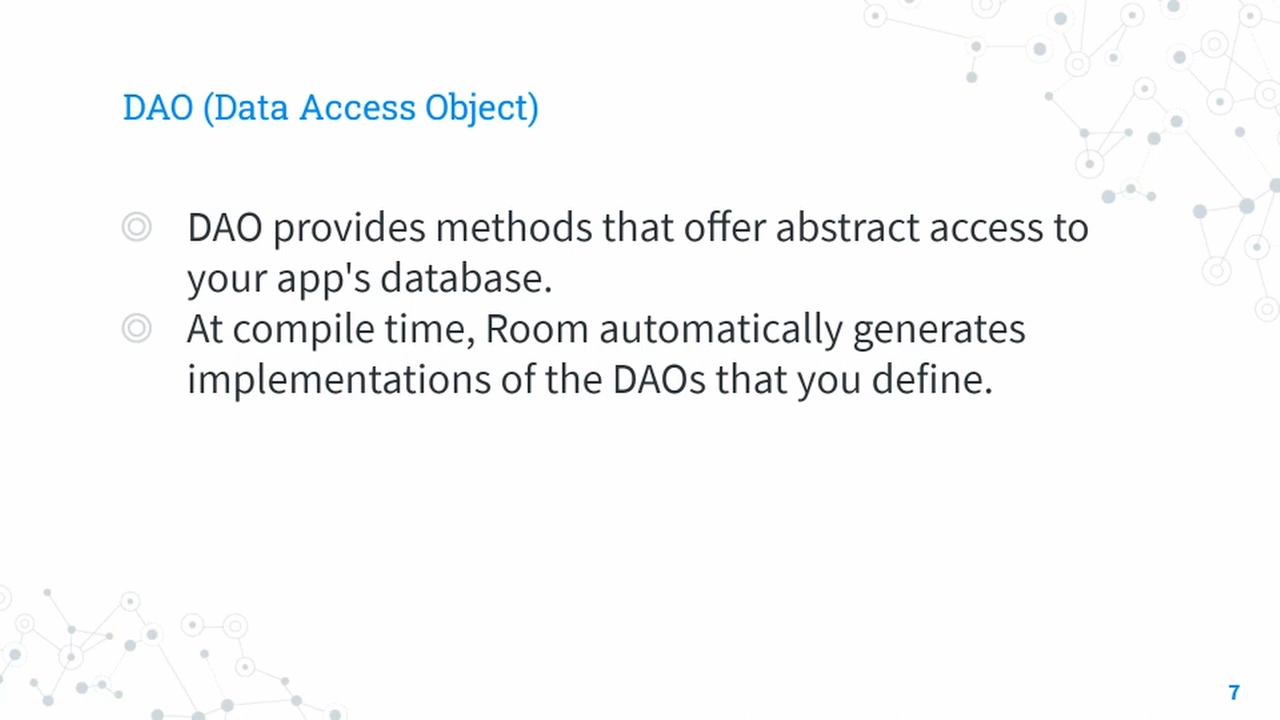 DAO (Data Access Object)
DAO provides methods that offer abstract access to
your app's database.
At compile time, Room automatically generates
implementations of the DAOs that you define.
7